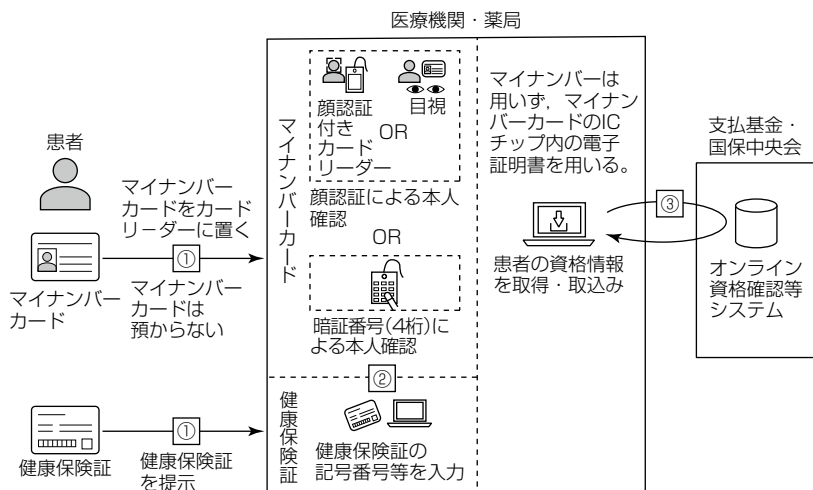 医療機関・薬局
患者
マイナンバー
カードをカード
リーダーに置く
①
マイナンバー
カードは
預からない
マイナンバー
カード
マイナンバーカード
顔認証
付き
カード
リーダー
OR
目視
顔認証による本人
確認
OR
暗証番号(4桁)に
よる本人確認
②
マイナンバーは
用いず，マイナン
バーカードのIC
チップ内の電子
証明書を用いる。
患者の資格情報
を取得・取込み
③
支払基金・
国保中央会
オンライン
資格確認等
システム
健康保険証
①
健康保険証
を提示
健康保険証
健康保険証の
記号番号等を入力